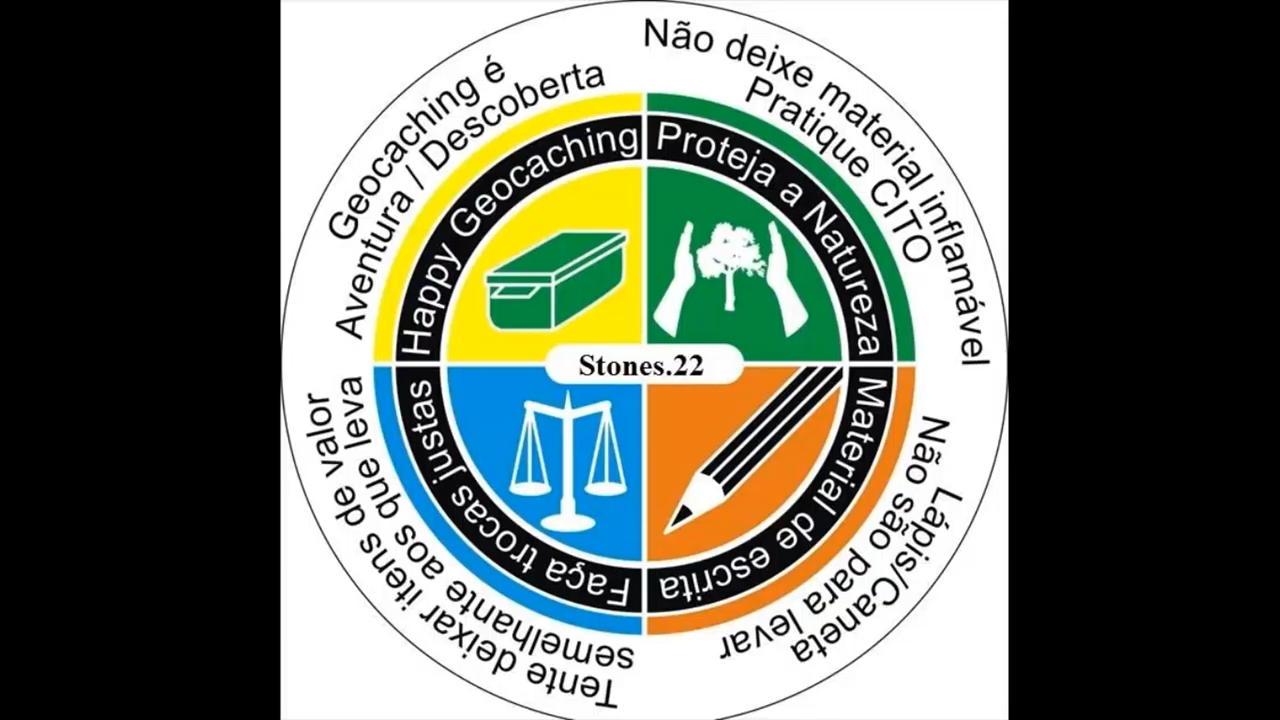 Geocaching é
Aventura / Descoberta
Happy Geocaching
Não deixe material inflamável
Pratique CITO
Proteja a Natureza
Stones.22
Faça trocas justas
Tente deixar itens de valor
semelhante aos que leva
Material de escrita
Lápis/Caneta
Não são para levar